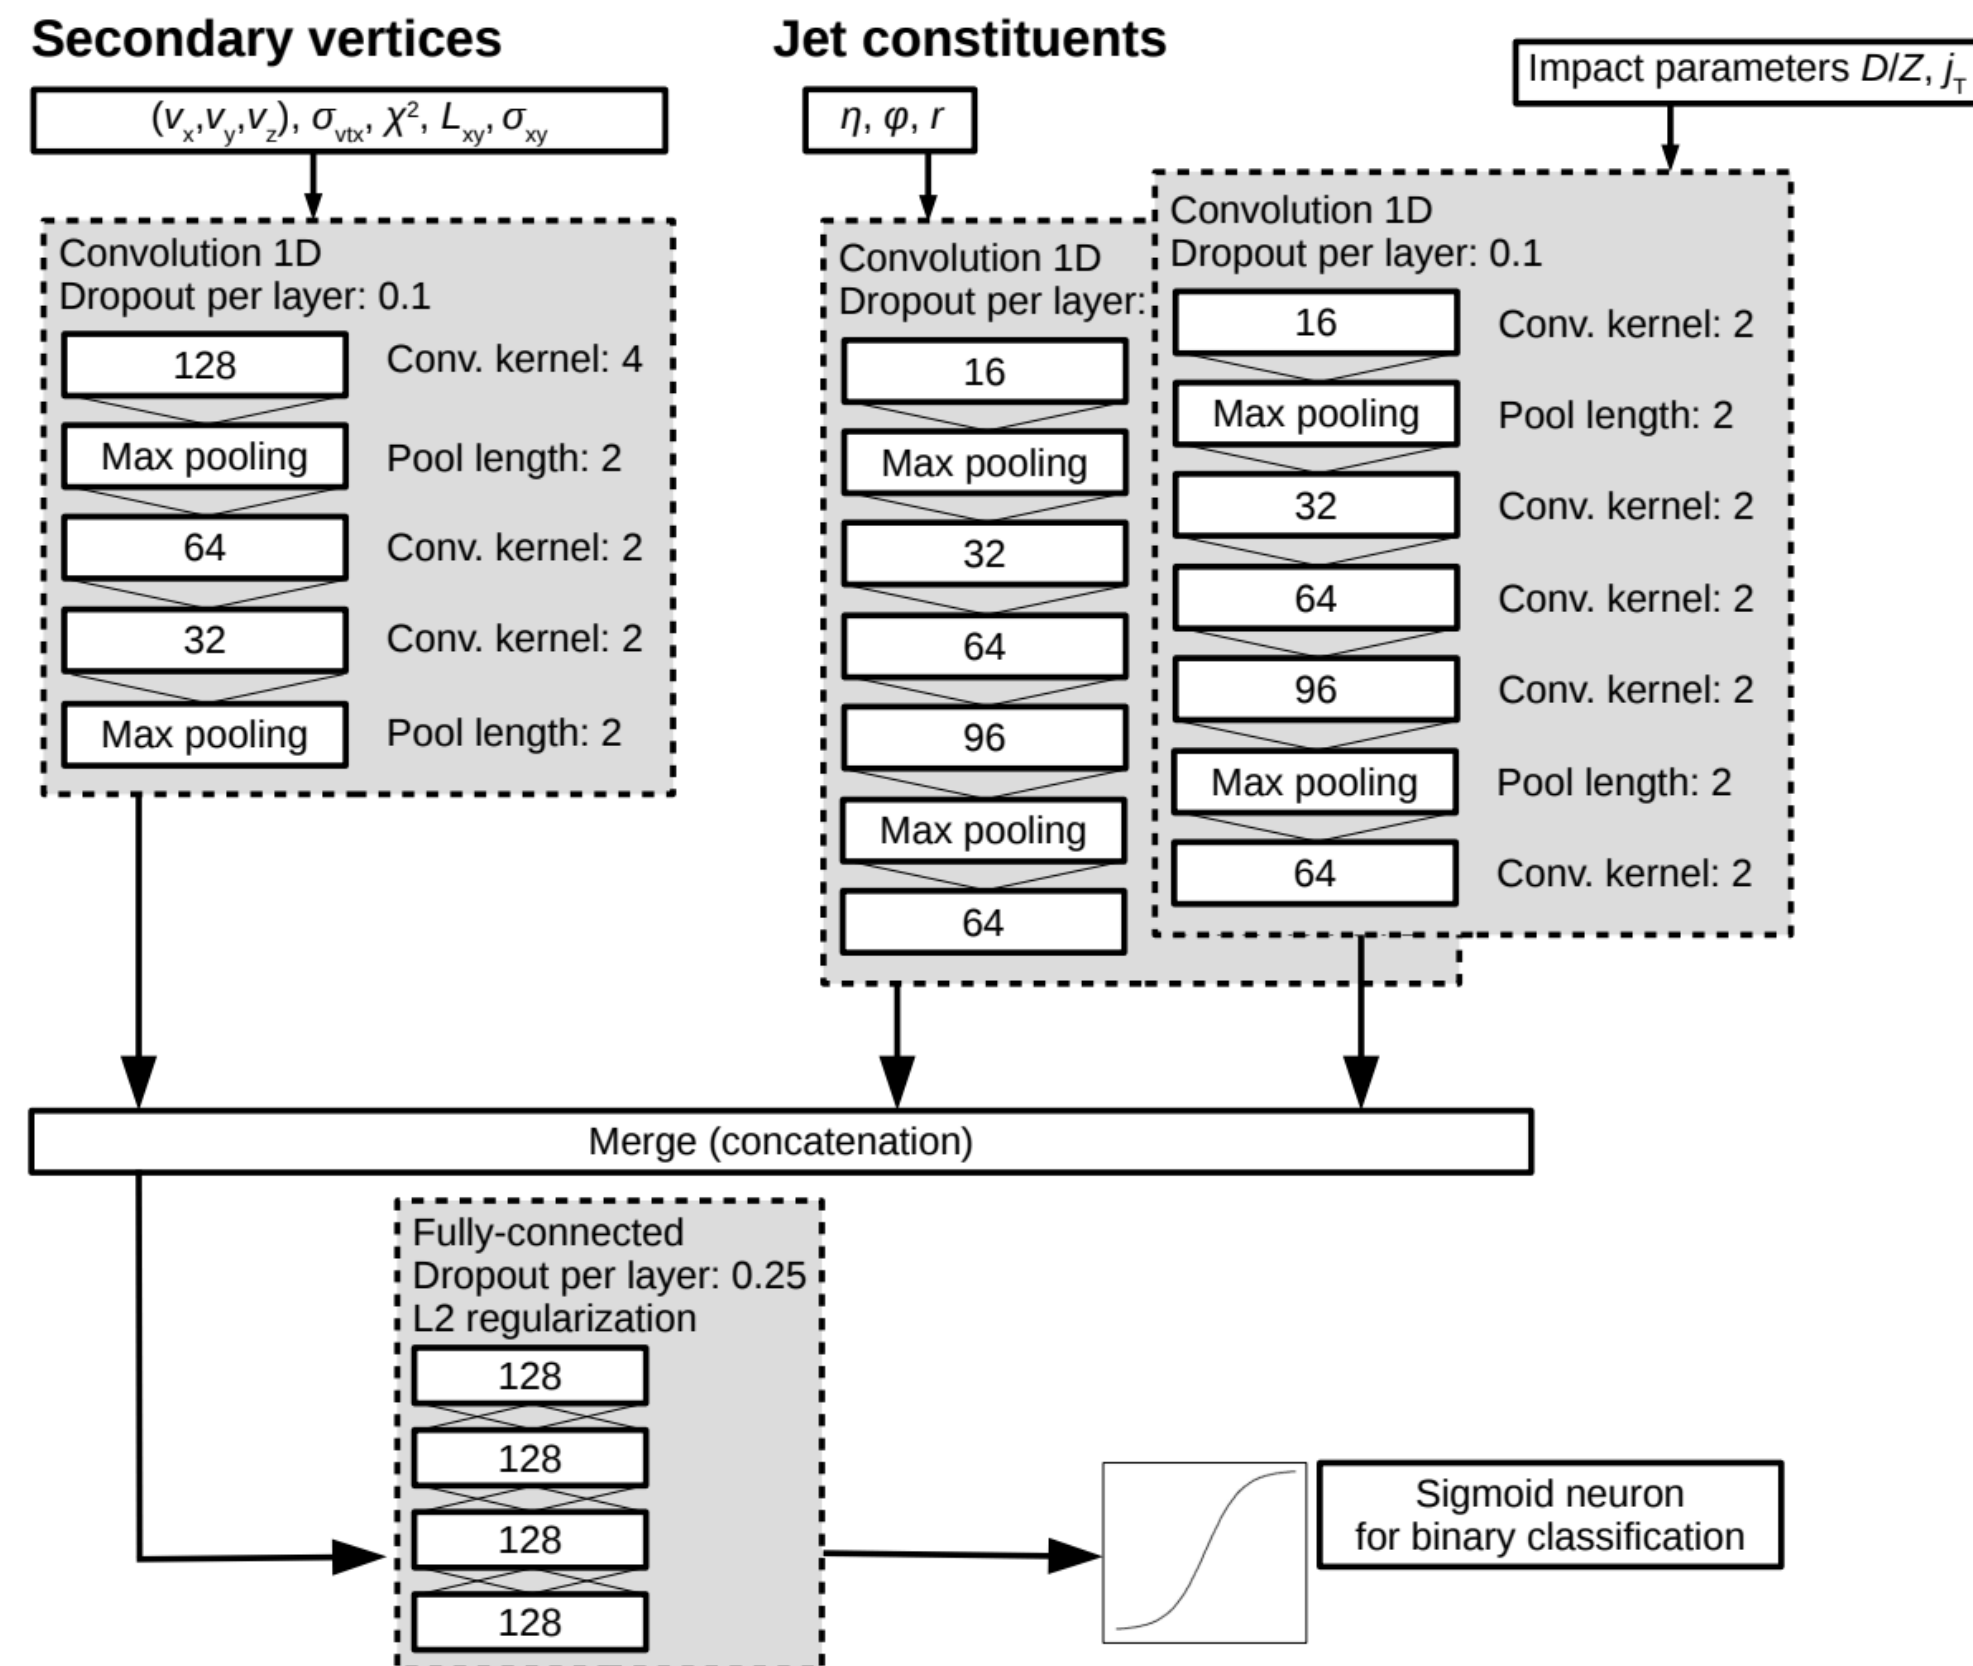 Secondary vertices
(vx,vy,vz), σvtx, χ², Lxy, σxy
Convolution 1D
Dropout per layer: 0.1
128
Conv. kernel: 4
Max pooling
Pool length: 2
64
Conv. kernel: 2
32
Conv. kernel: 2
Max pooling
Pool length: 2
Jet constituents
η, φ, r
Convolution 1D
Dropout per layer:
16
Max pooling
32
64
96
Max pooling
64
Impact parameters D/Z, jT
Convolution 1D
Dropout per layer: 0.1
16
Conv. kernel: 2
Max pooling
Pool length: 2
32
Conv. kernel: 2
64
Conv. kernel: 2
96
Conv. kernel: 2
Max pooling
Pool length: 2
64
Conv. kernel: 2
Merge (concatenation)
Fully-connected
Dropout per layer: 0.25
L2 regularization
128
128
128
128
Sigmoid neuron
for binary classification